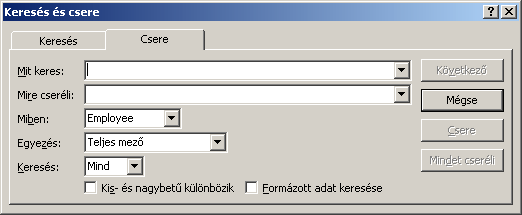 Keresés és csere
Keresés Csere
Mit keres: Következő
Mire cseréli: Mégse
Miben: Employee
Egyezés: Teljes mező Csere
Keresés: Mind Mindet cseréli
Kis- és nagybetű különbözik Formázott adat keresése